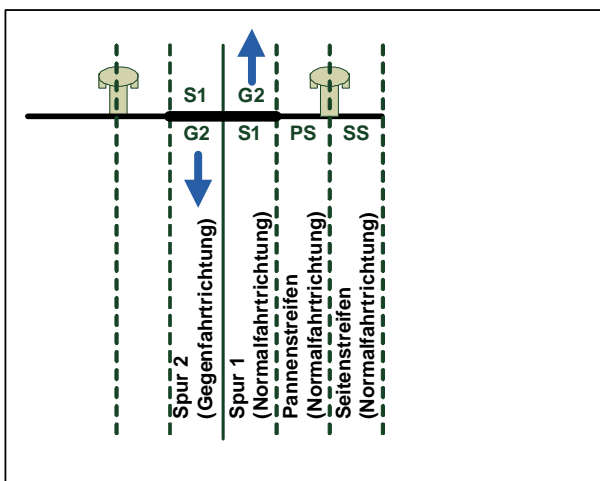 S1 G2
G2 S1 PS SS
Spur 2
(Gegenfahrtrichtung)
Spur 1
(Normalfahrtrichtung)
Pannenstreifen
(Normalfahrtrichtung)
Seitenstreifen
(Normalfahrtrichtung)